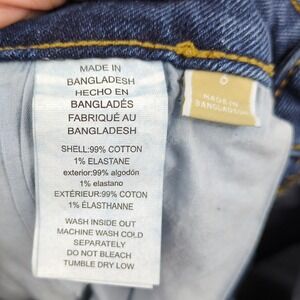 MADE IN
BANGLADESH
HECHO EN
BANGLADÉS
FABRIQUÉ AU
BANGLADESH
SHELL:99% COTTON
1% ELASTANE
exterior:99% algodón
1% elastano
EXTÉRIEUR:99% COTON
1% ÉLASTHANNE
WASH INSIDE OUT
MACHINE WASH COLD
SEPARATELY
DO NOT BLEACH
TUMBLE DRY LOW
0
MADE IN
BANGLADESH